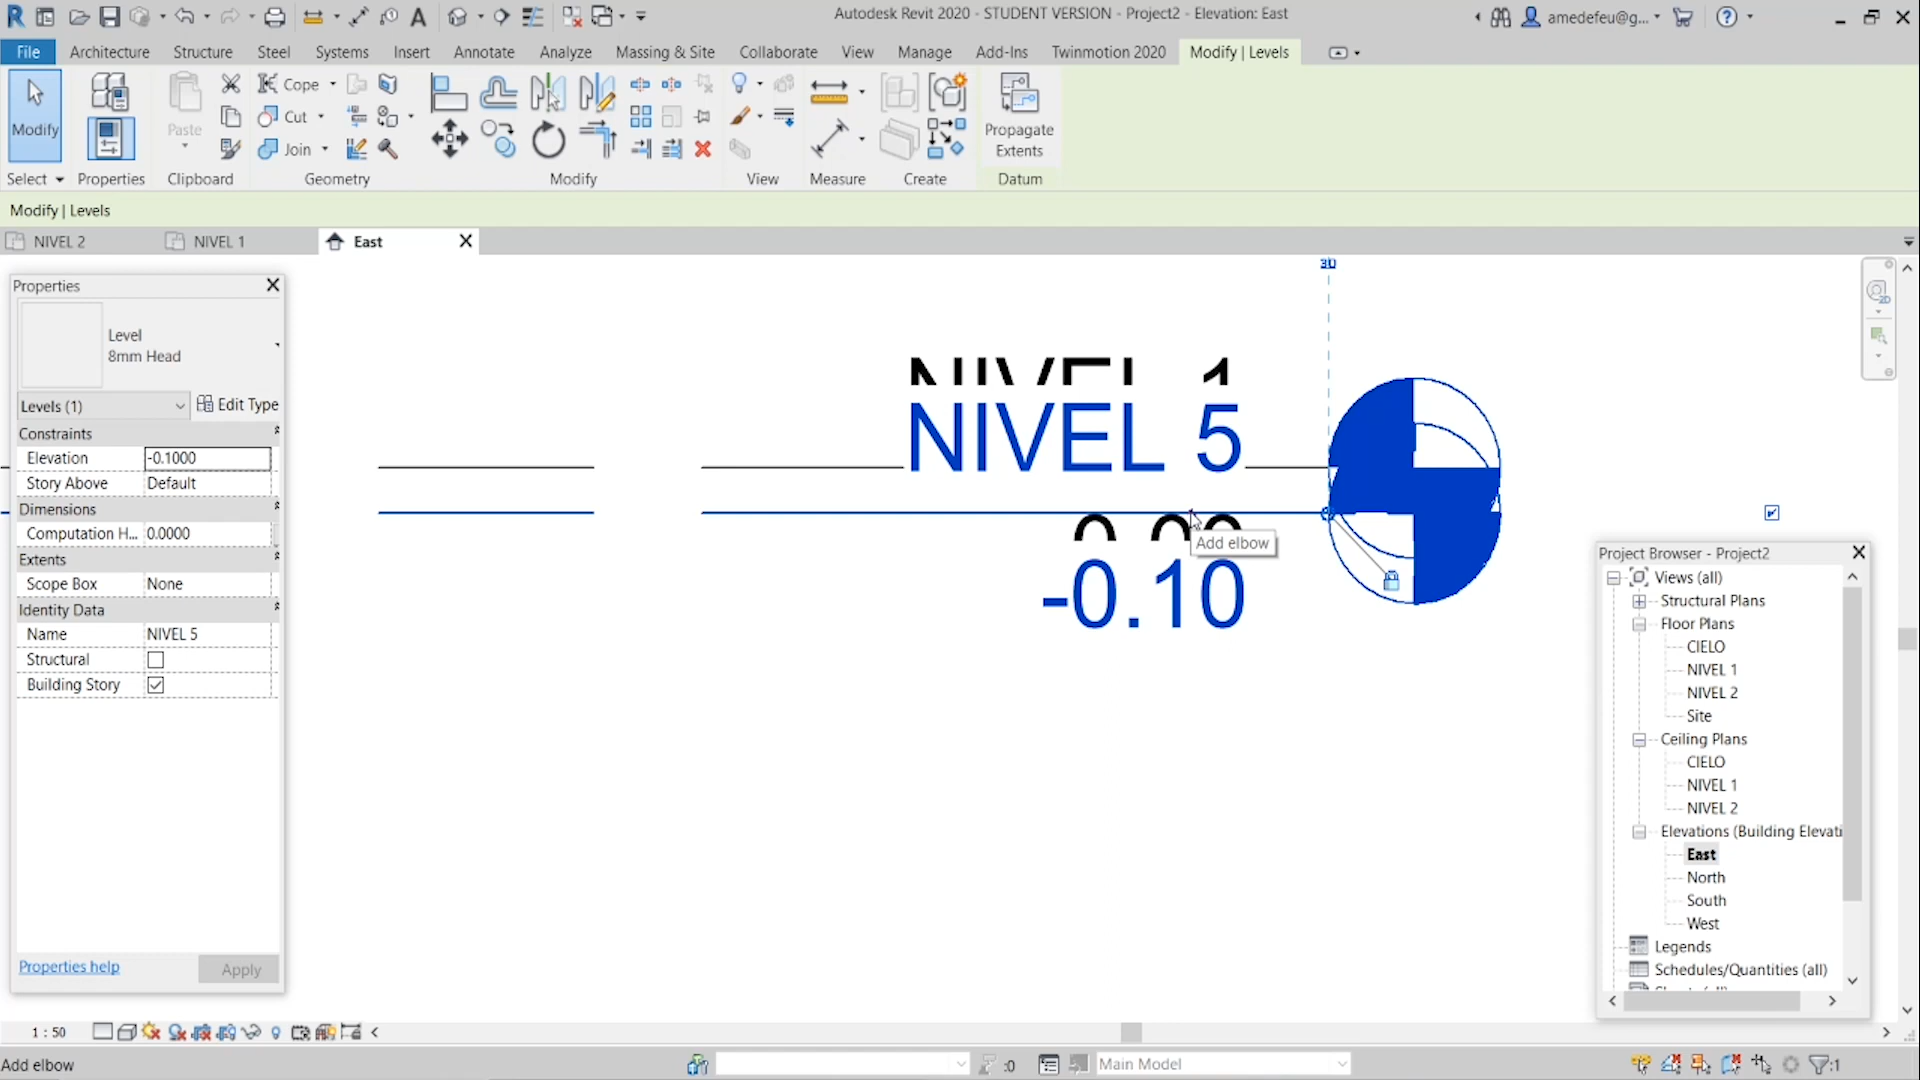 Autodesk Revit 2020 - STUDENT VERSION - Project2 - Elevation: East
amedefeu@g...
File
Architecture
Structure
Steel
Systems
Insert
Annotate
Analyze
Massing & Site
Collaborate
View
Manage
Add-Ins
Twinmotion 2020
Modify | Levels
Modify
Paste
Cope
Cut
Join
Propagate
Extents
Select
Properties
Clipboard
Geometry
Modify
View
Measure
Create
Datum
Modify | Levels
NIVEL 2
NIVEL 1
East
Properties
Level
8mm Head
Levels (1)
Edit Type
Constraints
Elevation -0.1000
Story Above Default
Dimensions
Computation H... 0.0000
Extents
Scope Box None
Identity Data
Name NIVEL 5
Structural
Building Story
Properties help
Apply
3D
NIVEL 1
NIVEL 5
Add elbow
-0.10
Project Browser - Project2
Views (all)
Structural Plans
Floor Plans
CIELO
NIVEL 1
NIVEL 2
Site
Ceiling Plans
CIELO
NIVEL 1
NIVEL 2
Elevations (Building Elevati
East
North
South
West
Legends
Schedules/Quantities (all)
1 : 50
Add elbow
:0
Main Model
:1